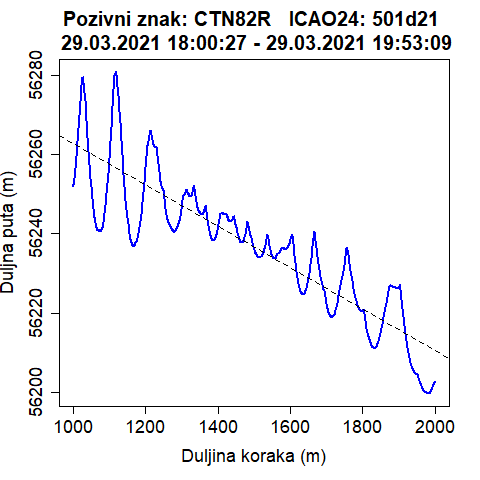 Pozivni znak: CTN82R   ICAO24: 501d21
29.03.2021 18:00:27 - 29.03.2021 19:53:09
Duljna puta (m)
56280
56260
56240
56220
56200
1000 1200 1400 1600 1800 2000
Duljina koraka (m)